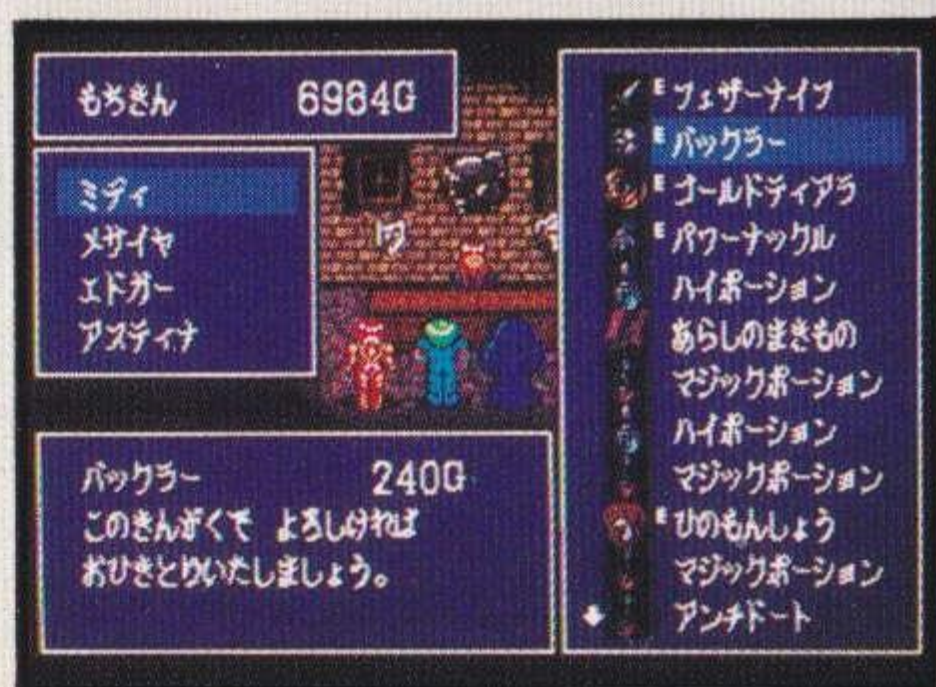 もちきん 6984G
ミディ
メサイヤ
エドガー
アスティナ
バックラー 240G
このきんがくで よろしければ
おひきとりいたしましょう。
E フェザーナイフ
E バックラー
E ゴールドティアラ
E パワーナックル
ハイポーション
あらしのまきもの
マジックポーション
ハイポーション
マジックポーション
E ひのもんしょう
マジックポーション
アンチドート